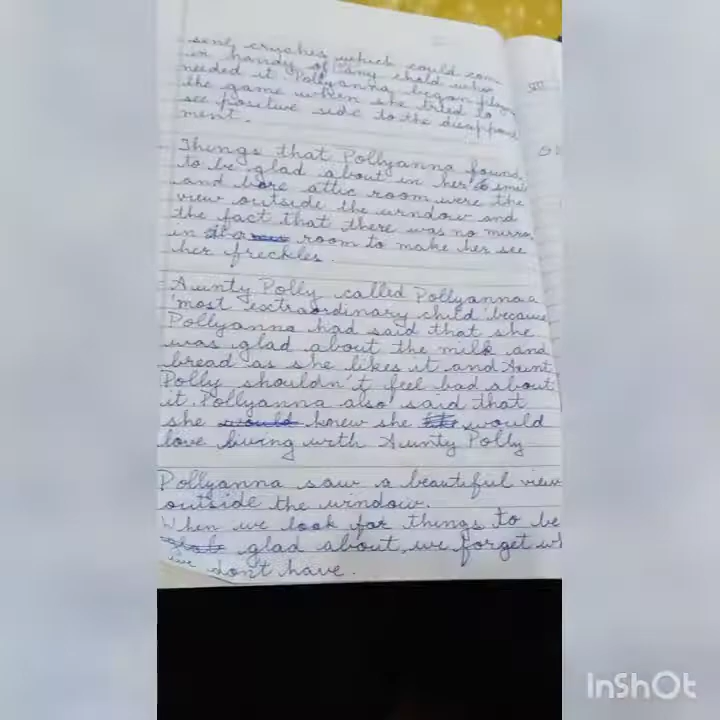 sent crutches which could com
in handy if any child who
needed it. Pollyanna began playin
the game when she tried to
see positive side to the disappoint
ment.
Things that Pollyanna found
to be glad about in her small
and bare attic room were the
view outside the window and
the fact that there was no mirro
in room to make her see
her freckles.
Aunty Polly called Pollyanna a
'most extraordinary child' because
Pollyanna had said that she
was glad about the milk and
bread as she likes it and Aunt
Polly shouldn't feel bad about
it. Pollyanna also said that
she would knew she would
love living with Aunty Polly
Pollyanna saw a beautiful view
outside the window.
When we look for things to be
glad about, we forget wh
we don't have.
InShOt